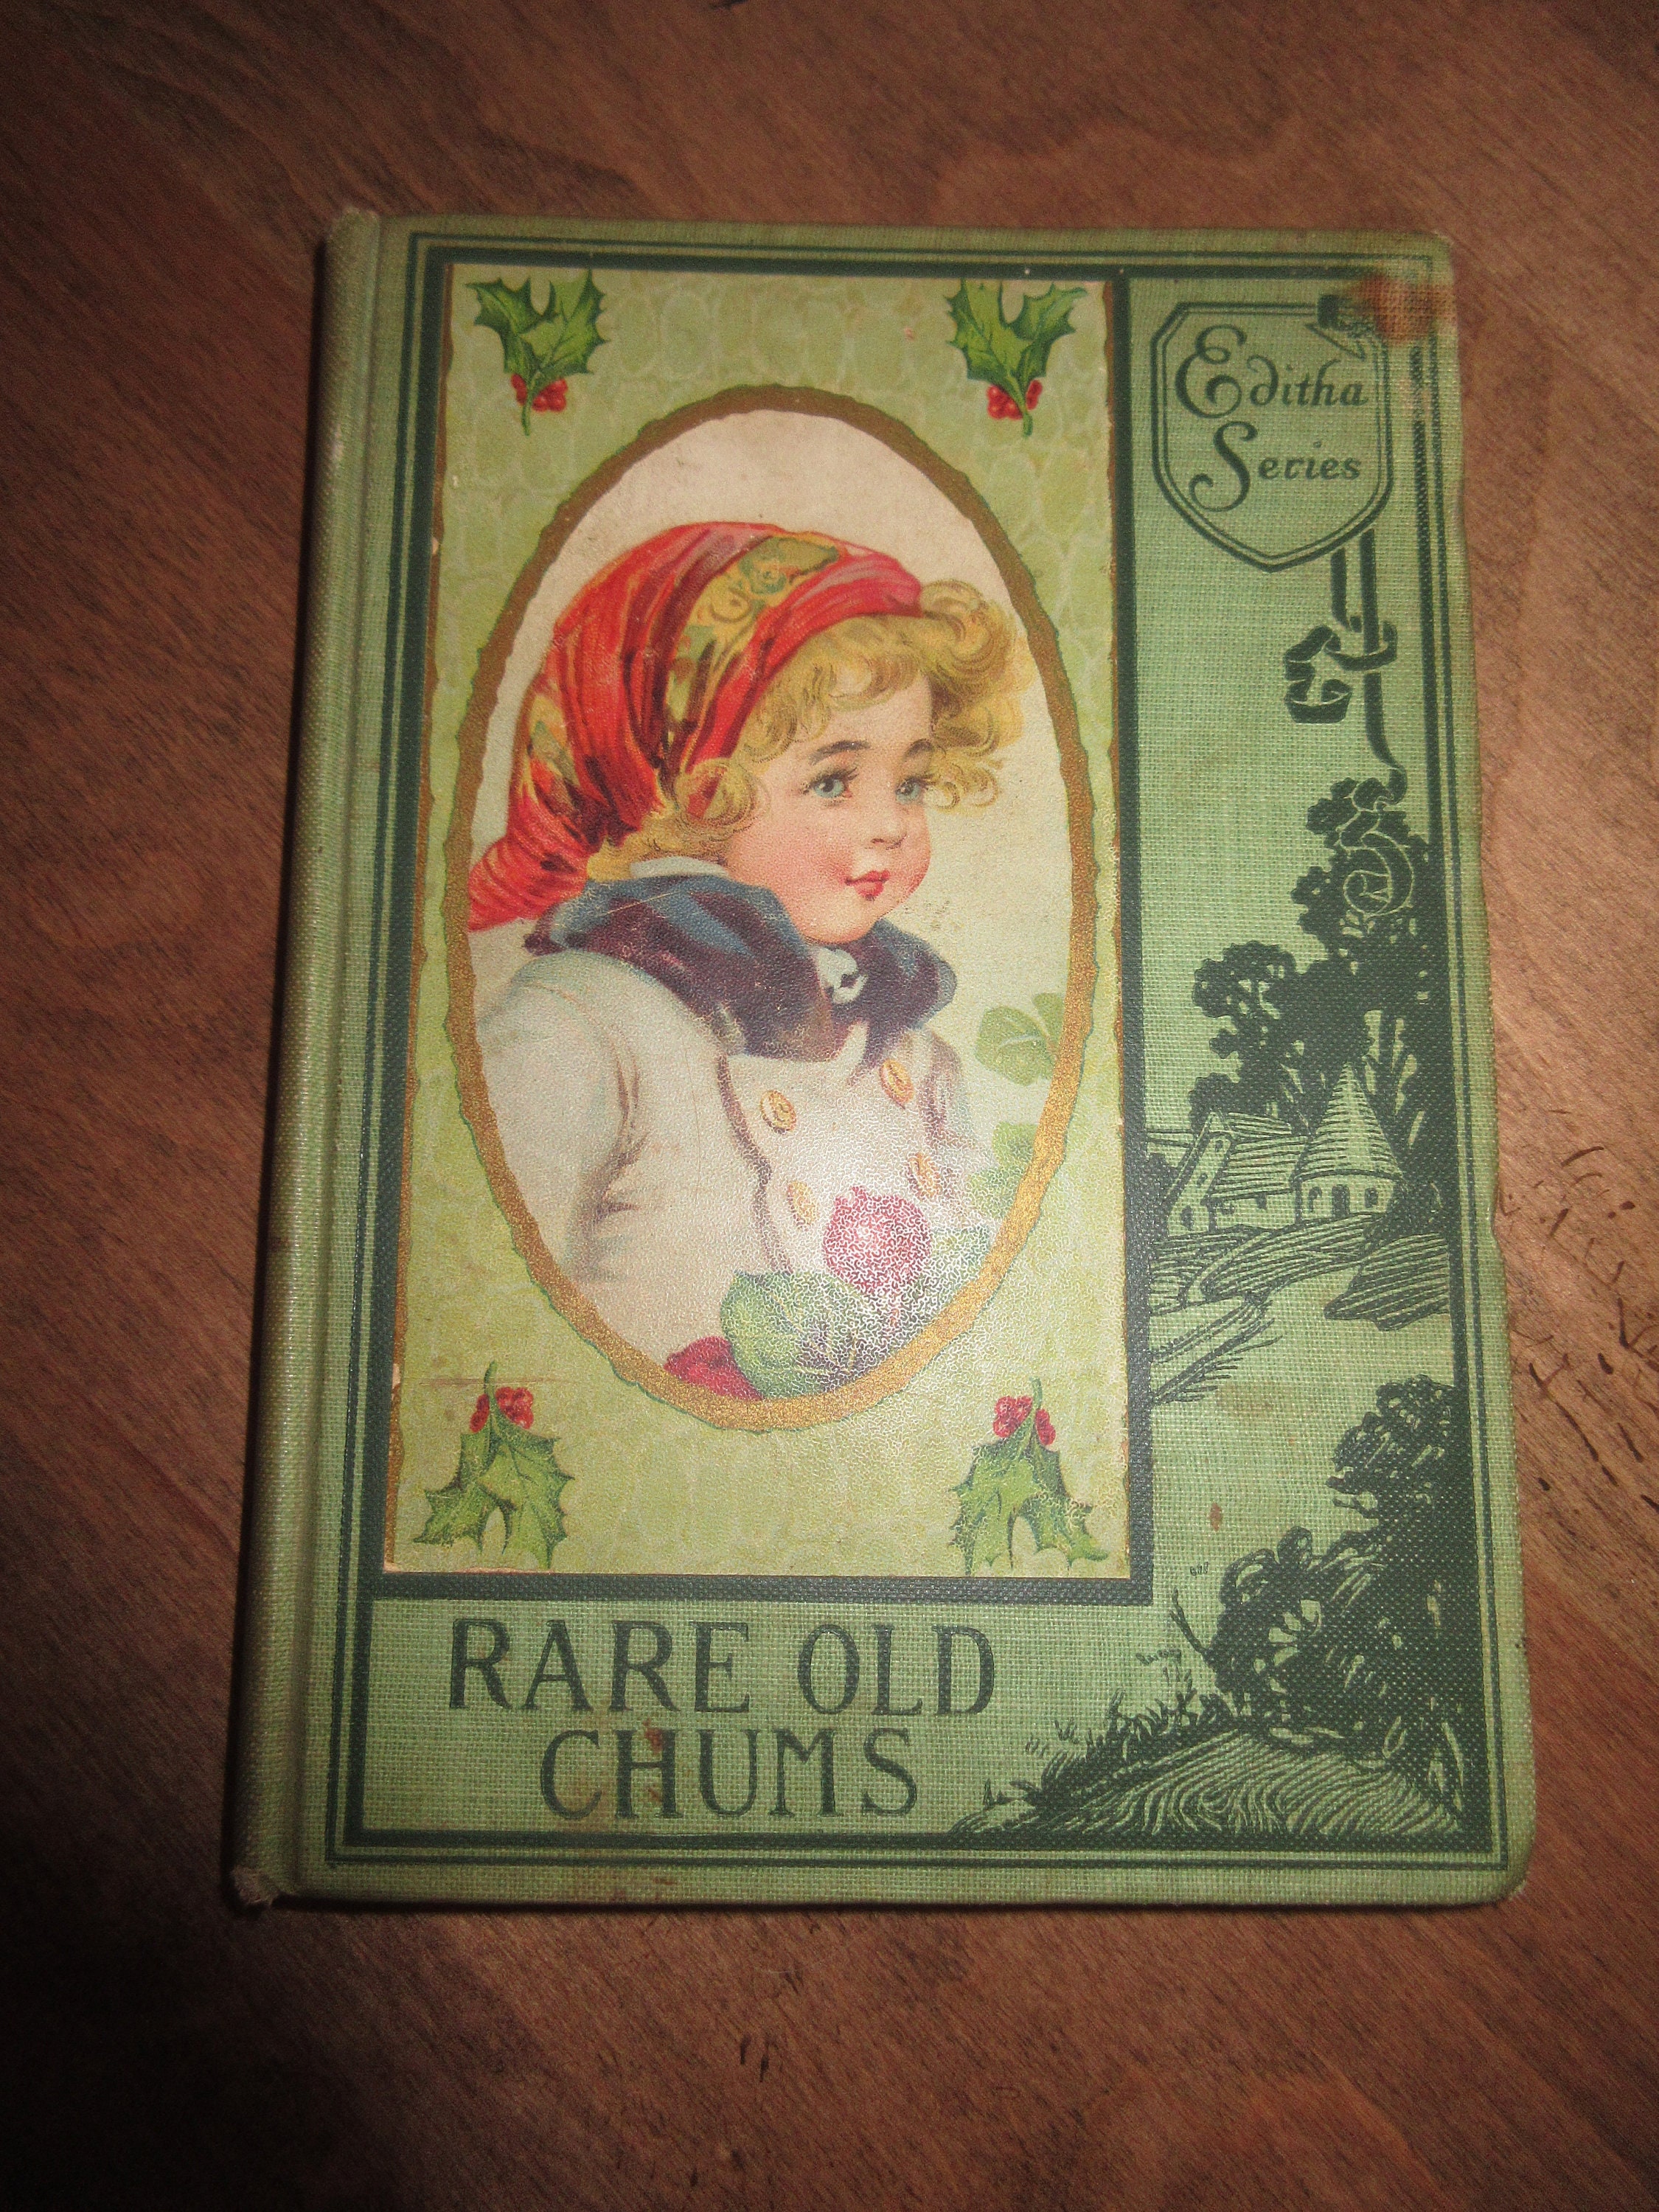 Editha
Series
RARE OLD
CHUMS